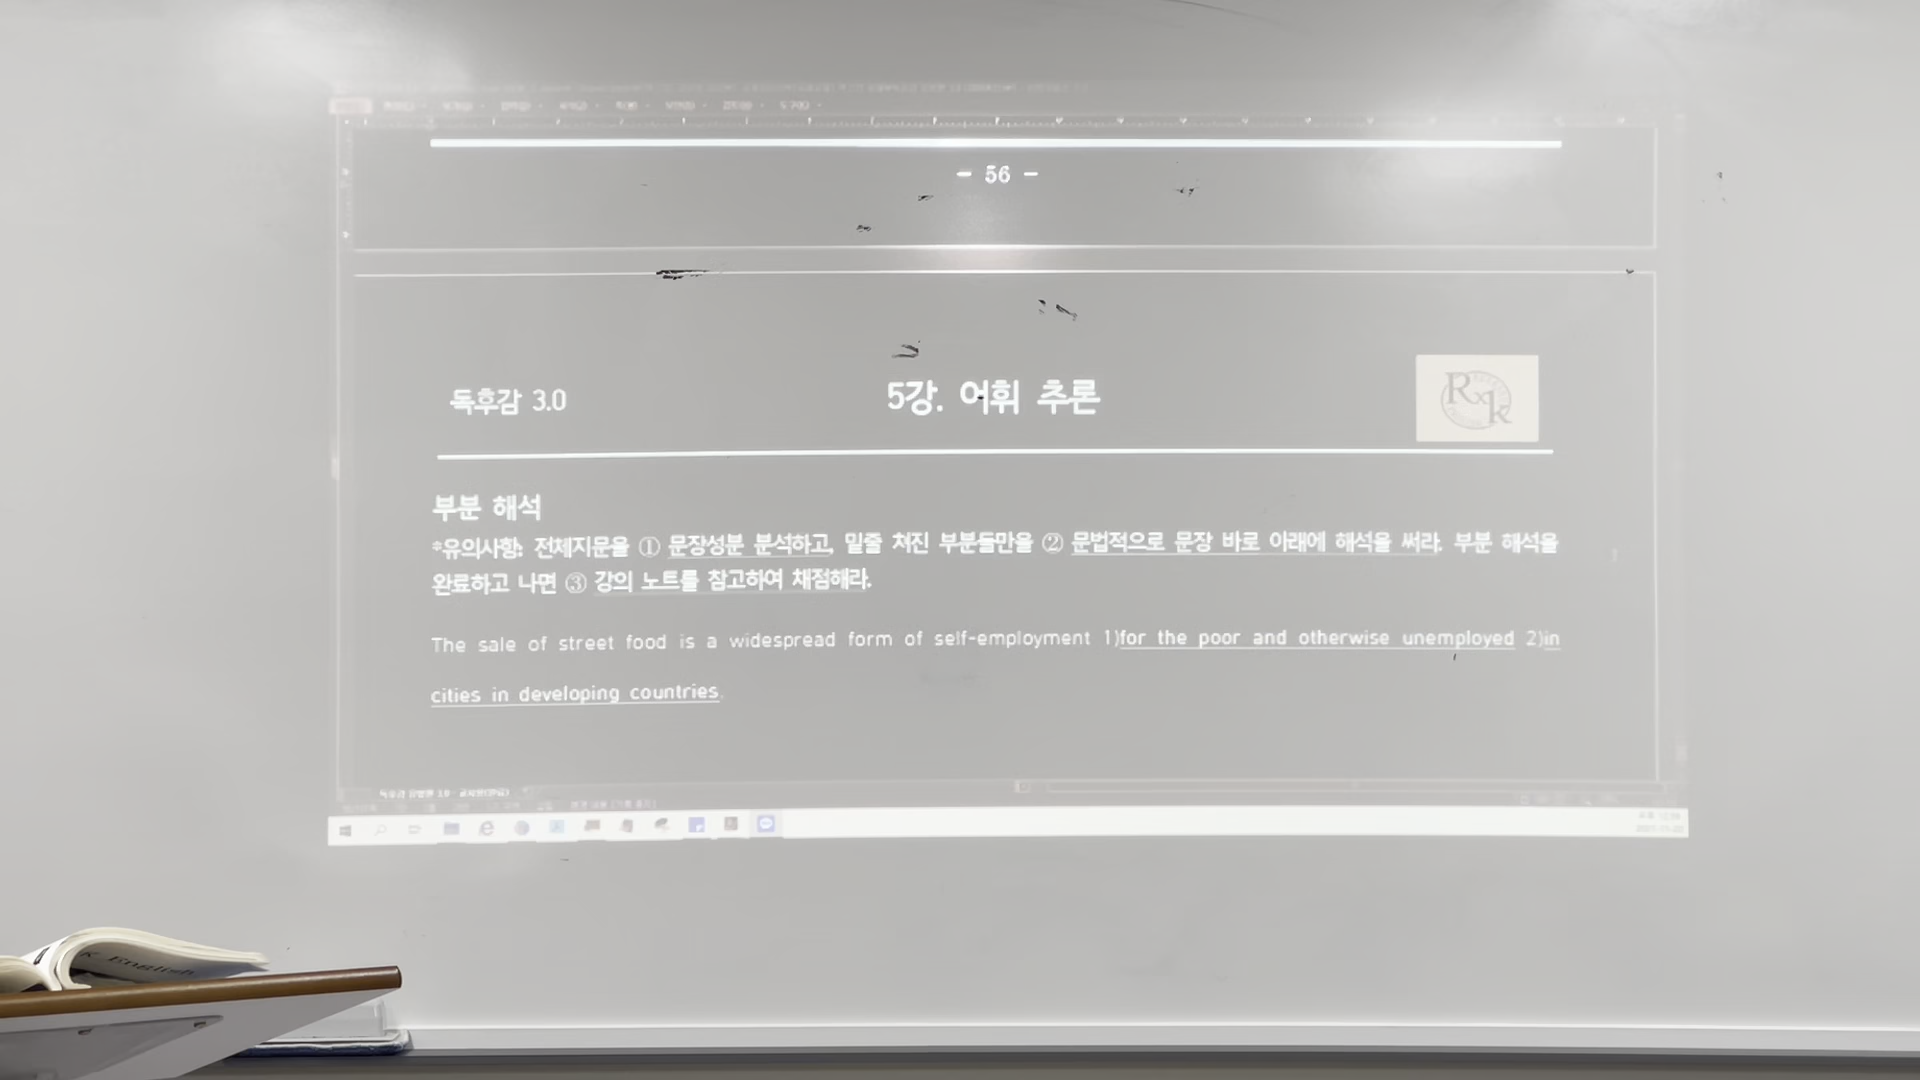 - 56 -
독후감 3.0
5강. 어휘 추론
R x k
부분 해석
*유의사항: 전체지문을 ① 문장성분 분석하고, 밑줄 쳐진 부분들만을 ② 문법적으로 문장 바로 아래에 해석을 써라. 부분 해석을
완료하고 나면 ③ 강의 노트를 참고하여 채점해라.
The sale of street food is a widespread form of self-employment 1)for the poor and otherwise unemployed 2)in
cities in developing countries.
K English